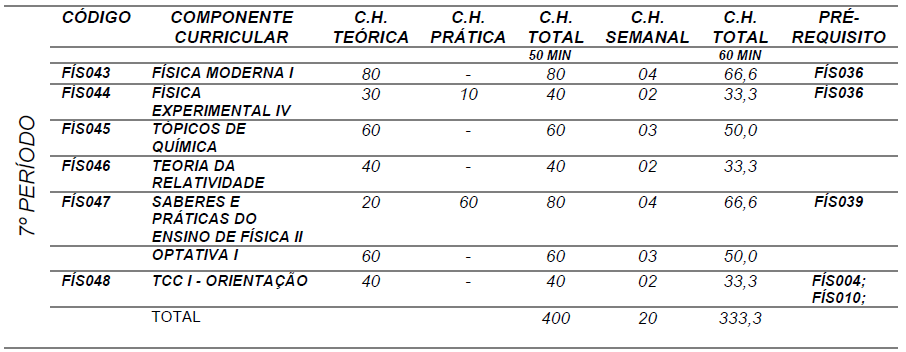 CÓDIGO COMPONENTE CURRICULAR C.H. TEÓRICA C.H. PRÁTICA C.H. TOTAL C.H. SEMANAL C.H. TOTAL PRÉ-REQUISITO
50 MIN 60 MIN
7º PERÍODO
FÍS043 FÍSICA MODERNA I 80 - 80 04 66,6 FÍS036
FÍS044 FÍSICA 30 10 40 02 33,3 FÍS036
EXPERIMENTAL IV
FÍS045 TÓPICOS DE 60 - 60 03 50,0
QUÍMICA
FÍS046 TEORIA DA 40 - 40 02 33,3
RELATIVIDADE
FÍS047 SABERES E 20 60 80 04 66,6 FÍS039
PRÁTICAS DO
ENSINO DE FÍSICA II
OPTATIVA I 60 - 60 03 50,0
FÍS048 TCC I - ORIENTAÇÃO 40 - 40 02 33,3 FÍS004;
FÍS010;
TOTAL 400 20 333,3